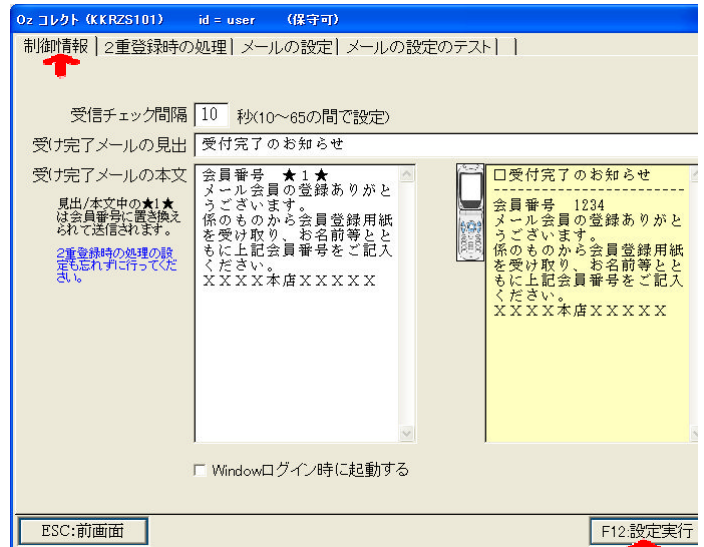 Oz コレクト (KKRZS101) id = user (保守可)
制御情報 | 2重登録時の処理 | メールの設定 | メールの設定のテスト | |
受信チェック間隔 10 秒(10～65の間で設定)
受け完了メールの見出 受付完了のお知らせ
受け完了メールの本文
見出/本文中の★1★
は会員番号に置き換え
られて送信されます。
2重登録時の処理の設
定も忘れずに行ってくだ
さい。
会員番号 ★1★
メール会員の登録ありがと
うございます。
係のものから会員登録用紙
を受け取り、お名前等とと
もに上記会員番号をご記入
ください。
XXXX本店XXXXX
口受付完了のお知らせ
--------------------------
会員番号 1234
メール会員の登録ありがと
うございます。
係のものから会員登録用紙
を受け取り、お名前等とと
もに上記会員番号をご記入
ください。
XXXX本店XXXXX
Windowログイン時に起動する
ESC:前画面
F12:設定実行